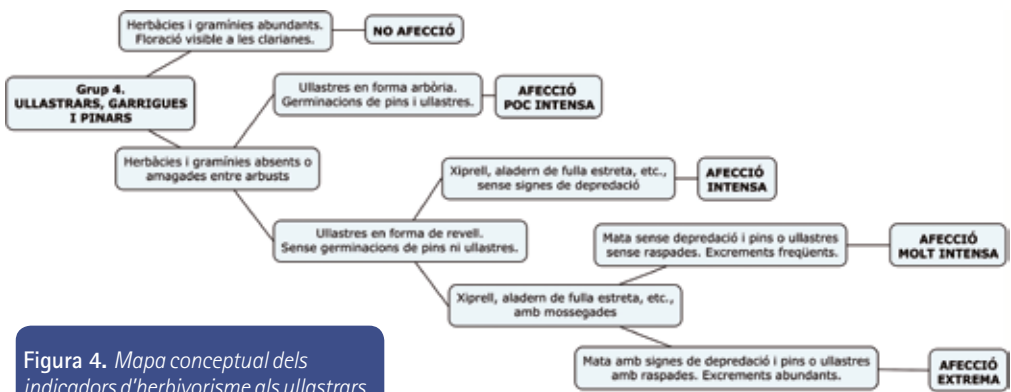 Herbàcies i gramínies abundants.
Floració visible a les clarianes.
NO AFECCIÓ
Grup 4.
ULLASTRARS, GARRIGUES
I PINARS
Ullastres en forma arbòria.
Germinacions de pins i ullastres.
AFECCIÓ
POC INTENSA
Herbàcies i gramínies absents o
amagades entre arbusts
Xiprell, aladern de fulla estreta, etc.,
sense signes de depredació
AFECCIÓ
INTENSA
Ullastres en forma de revell.
Sense germinacions de pins ni ullastres.
Mata sense depredació i pins o ullastres
sense raspades. Excrements freqüents.
AFECCIÓ
MOLT INTENSA
Xiprell, aladern de fulla estreta, etc.,
amb mossegades
Mata amb signes de depredació i pins o ullastres
amb raspades. Excrements abundants.
AFECCIÓ
EXTREMA
Figura 4. Mapa conceptual dels
indicadors d'herbivorisme als ullastrars